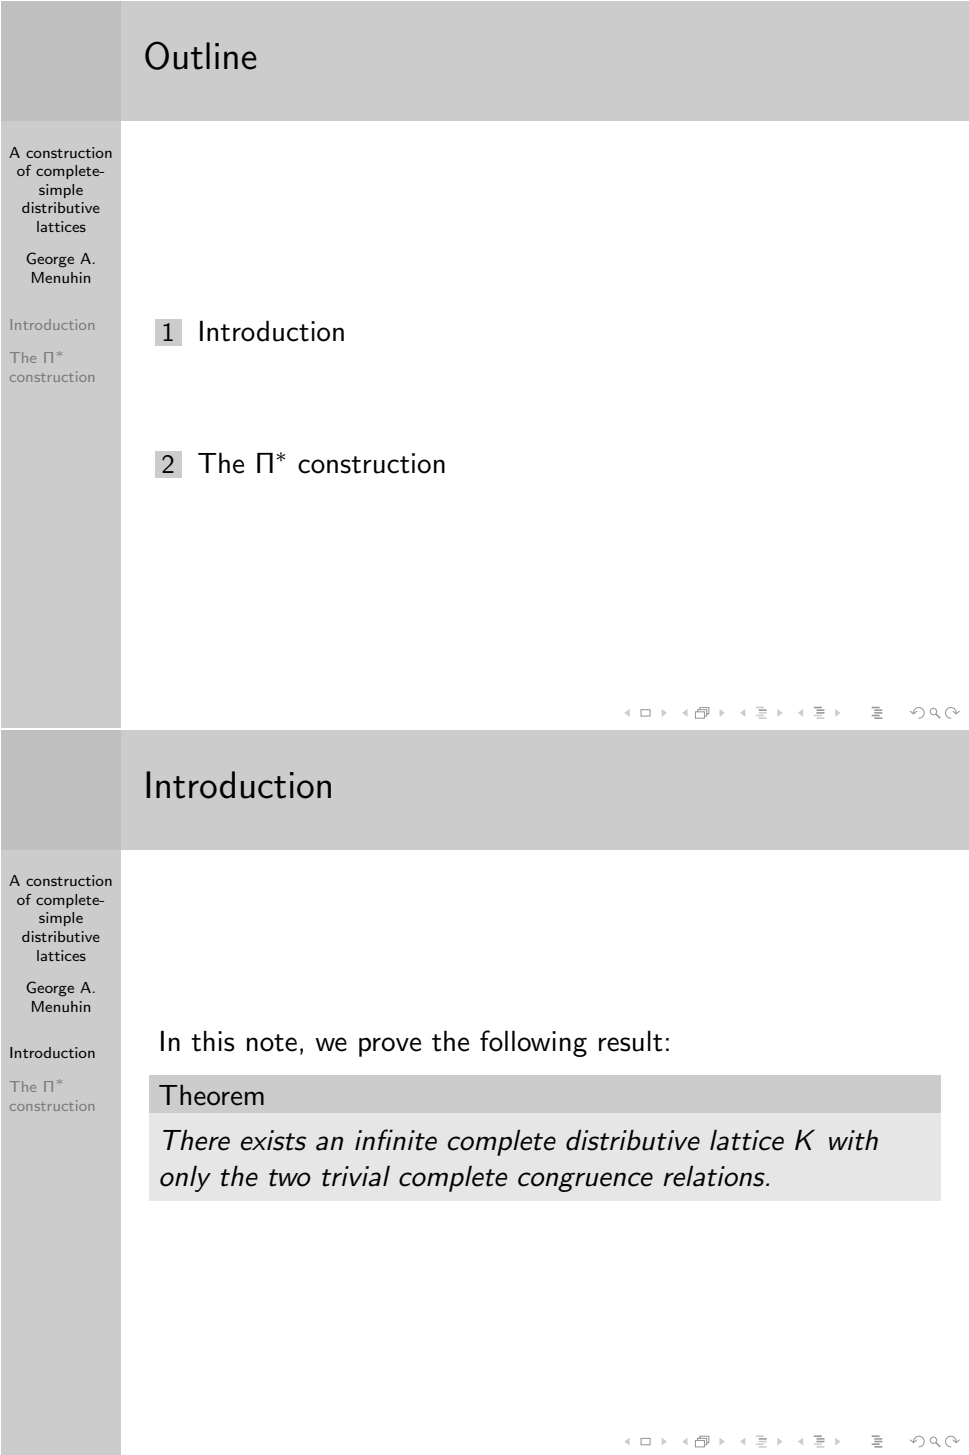 Outline
A construction
of complete-
simple
distributive
lattices
George A.
Menuhin
Introduction
The Π*
construction
1 Introduction
2 The Π* construction
Introduction
A construction
of complete-
simple
distributive
lattices
George A.
Menuhin
Introduction
The Π*
construction
In this note, we prove the following result:
Theorem
There exists an infinite complete distributive lattice K with
only the two trivial complete congruence relations.